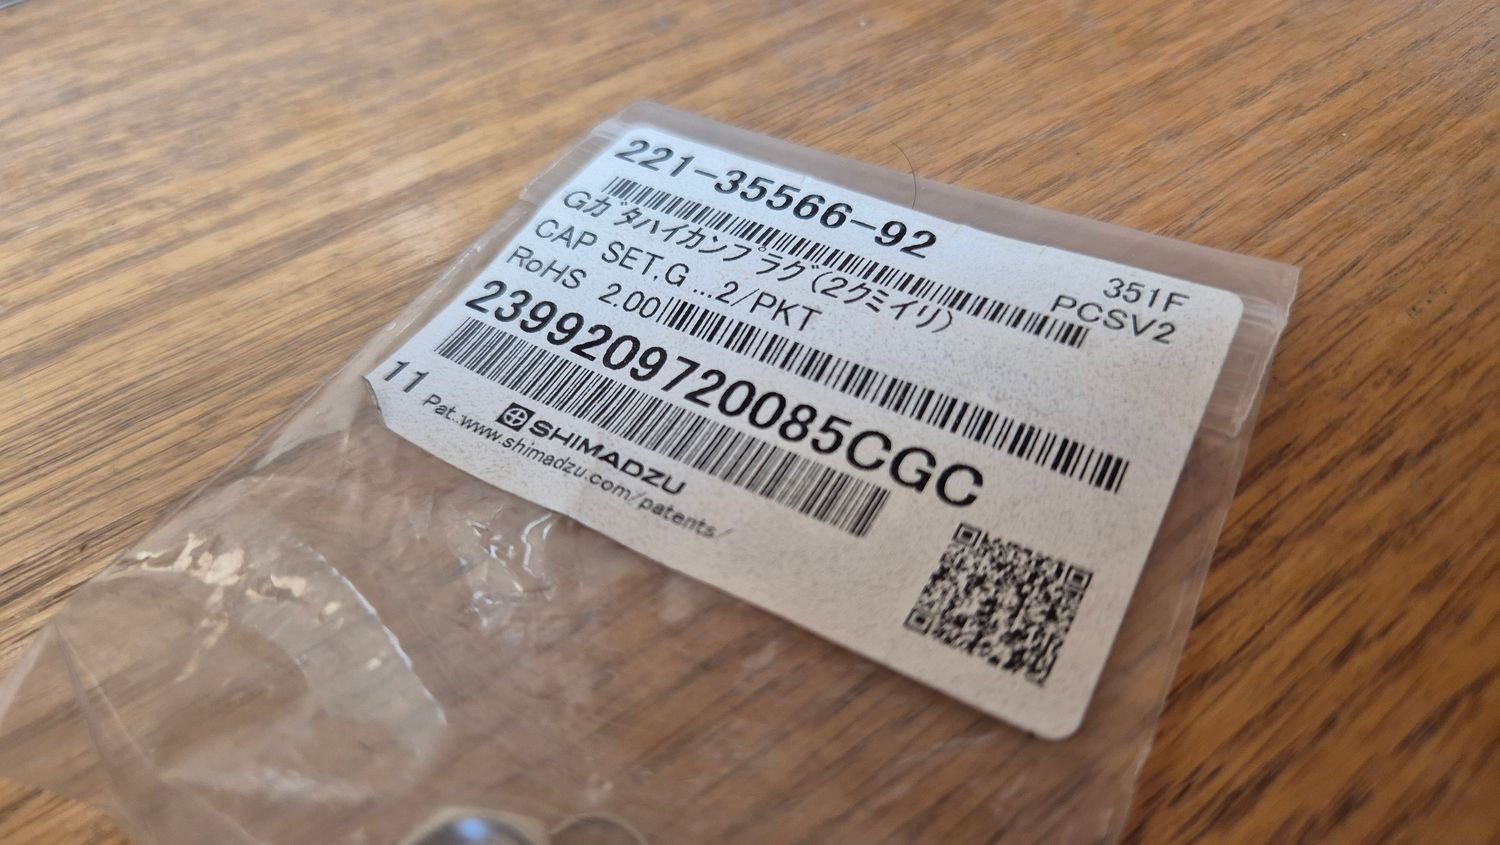 221-35566-92
351F
Gガタハイカンプラグ(2クミイリ)
PCSV2
CAP SET,G ...2/PKT
RoHS 2.00
2399209720085CGC
11
SHIMADZU
Pat.:www.shimadzu.com/patents/